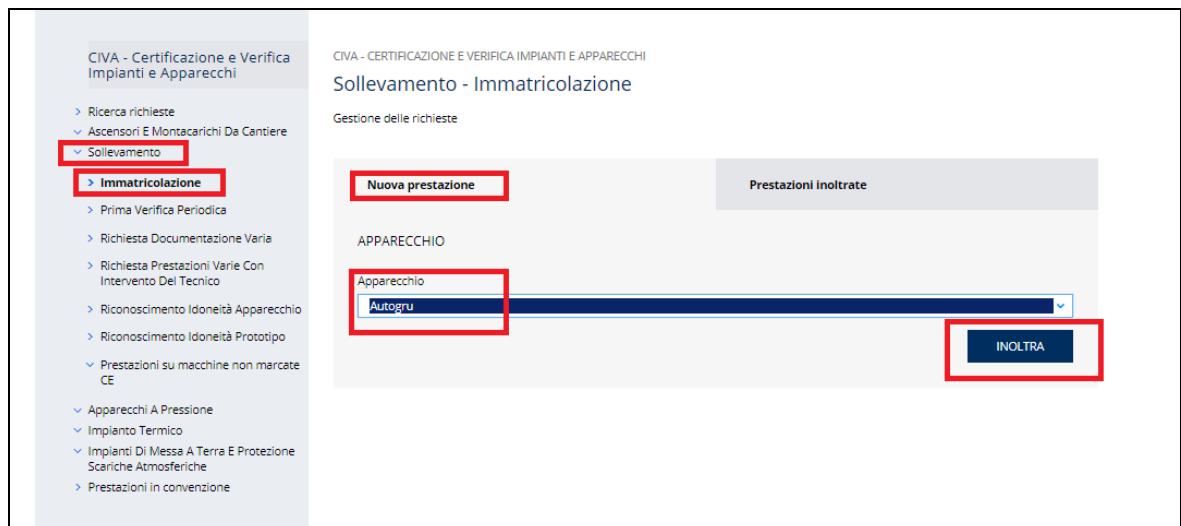 CIVA - Certificazione e Verifica
Impianti e Apparecchi
Ricerca richieste
Ascensori E Montacarichi Da Cantiere
Sollevamento
Immatricolazione
Prima Verifica Periodica
Richiesta Documentazione Varia
Richiesta Prestazioni Varie Con
Intervento Del Tecnico
Riconoscimento Idoneità Apparecchio
Riconoscimento Idoneità Prototipo
Prestazioni su macchine non marcate
CE
Apparecchi A Pressione
Impianto Termico
Impianti Di Messa A Terra E Protezione
Scariche Atmosferiche
Prestazioni in convenzione
CIVA - CERTIFICAZIONE E VERIFICA IMPIANTI E APPARECCHI
Sollevamento - Immatricolazione
Gestione delle richieste
Nuova prestazione
Prestazioni inoltrate
APPARECCHIO
Apparecchio
Autogru
INOLTRA